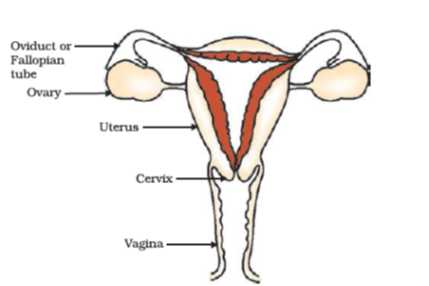 Oviduct or
Fallopian
tube
Ovary
Uterus
Cervix
Vagina